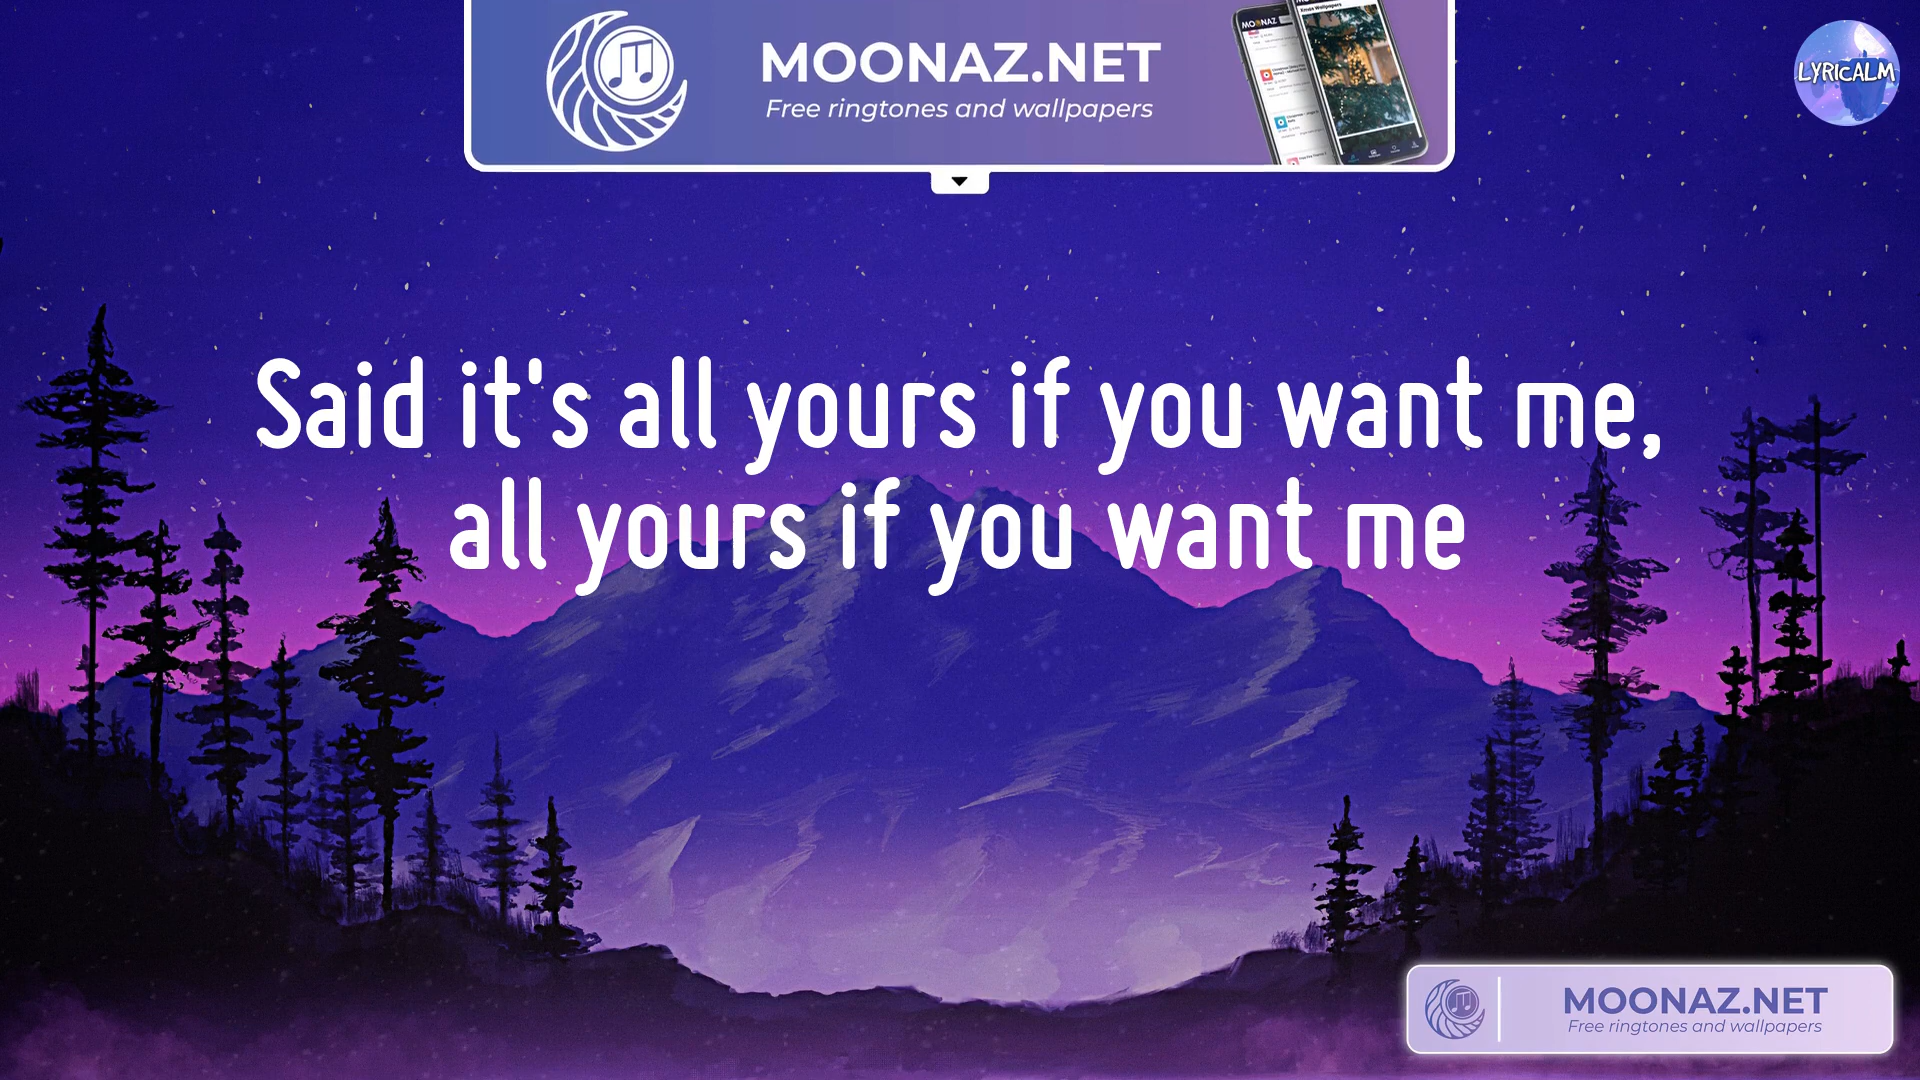 MOONAZ.NET
Free ringtones and wallpapers
LYRICALM
Said it's all yours if you want me,
all yours if you want me
MOONAZ.NET
Free ringtones and wallpapers